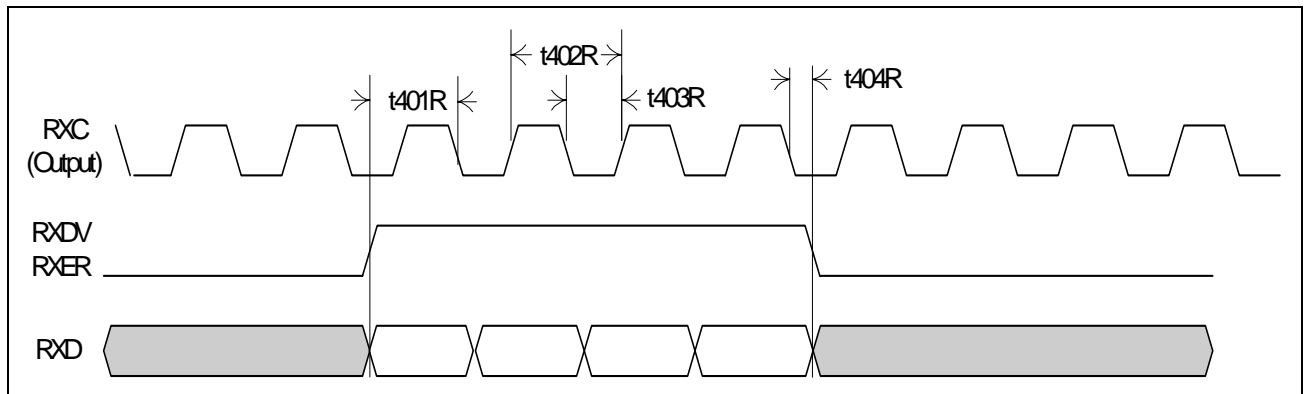 t402R
t401R
t403R
t404R
RXC
(Output)
RXDV
RXER
RXD